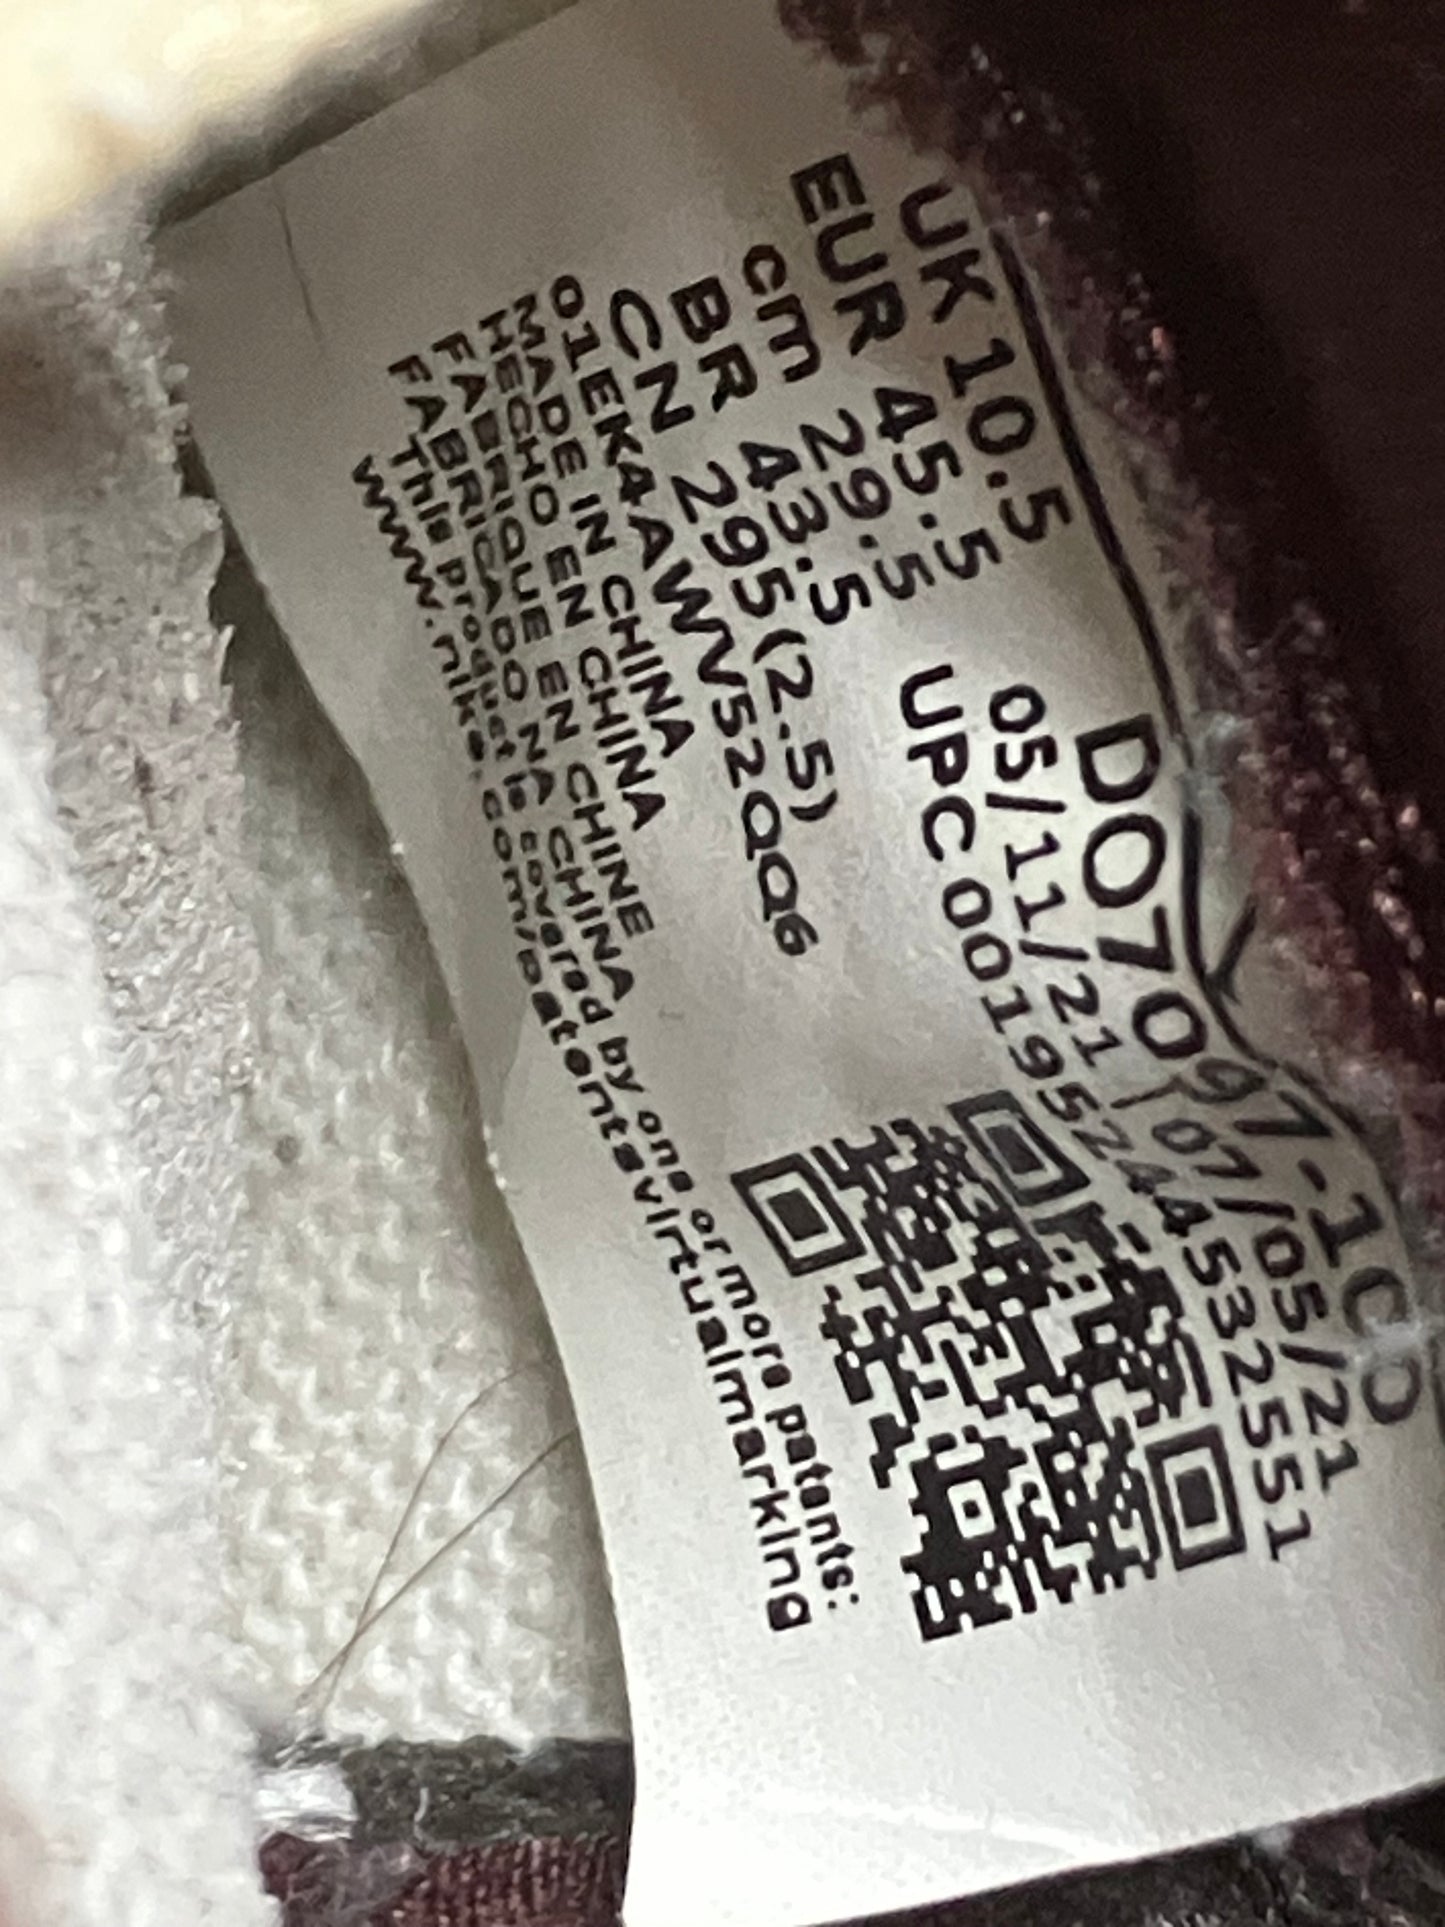 UK 10.5
EUR 45.5
cm 29.5
BR 43.5
CN 295(2.5)
DO7097-100
05/11/21 07/05/21
UPC 00195244532551
01EK4AWV52QQ6
MADE IN CHINA
HECHO EN CHINA
FABRIQUE EN CHINE
FABRICADO NA CHINA
This product is covered by one or more patents:
www.nike.com/patentsvirtualmarking